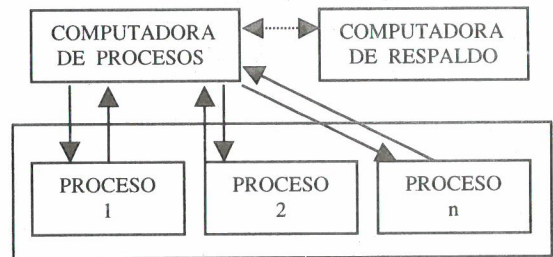 COMPUTADORA
DE PROCESOS
COMPUTADORA
DE RESPALDO
PROCESO
1
PROCESO
2
PROCESO
n